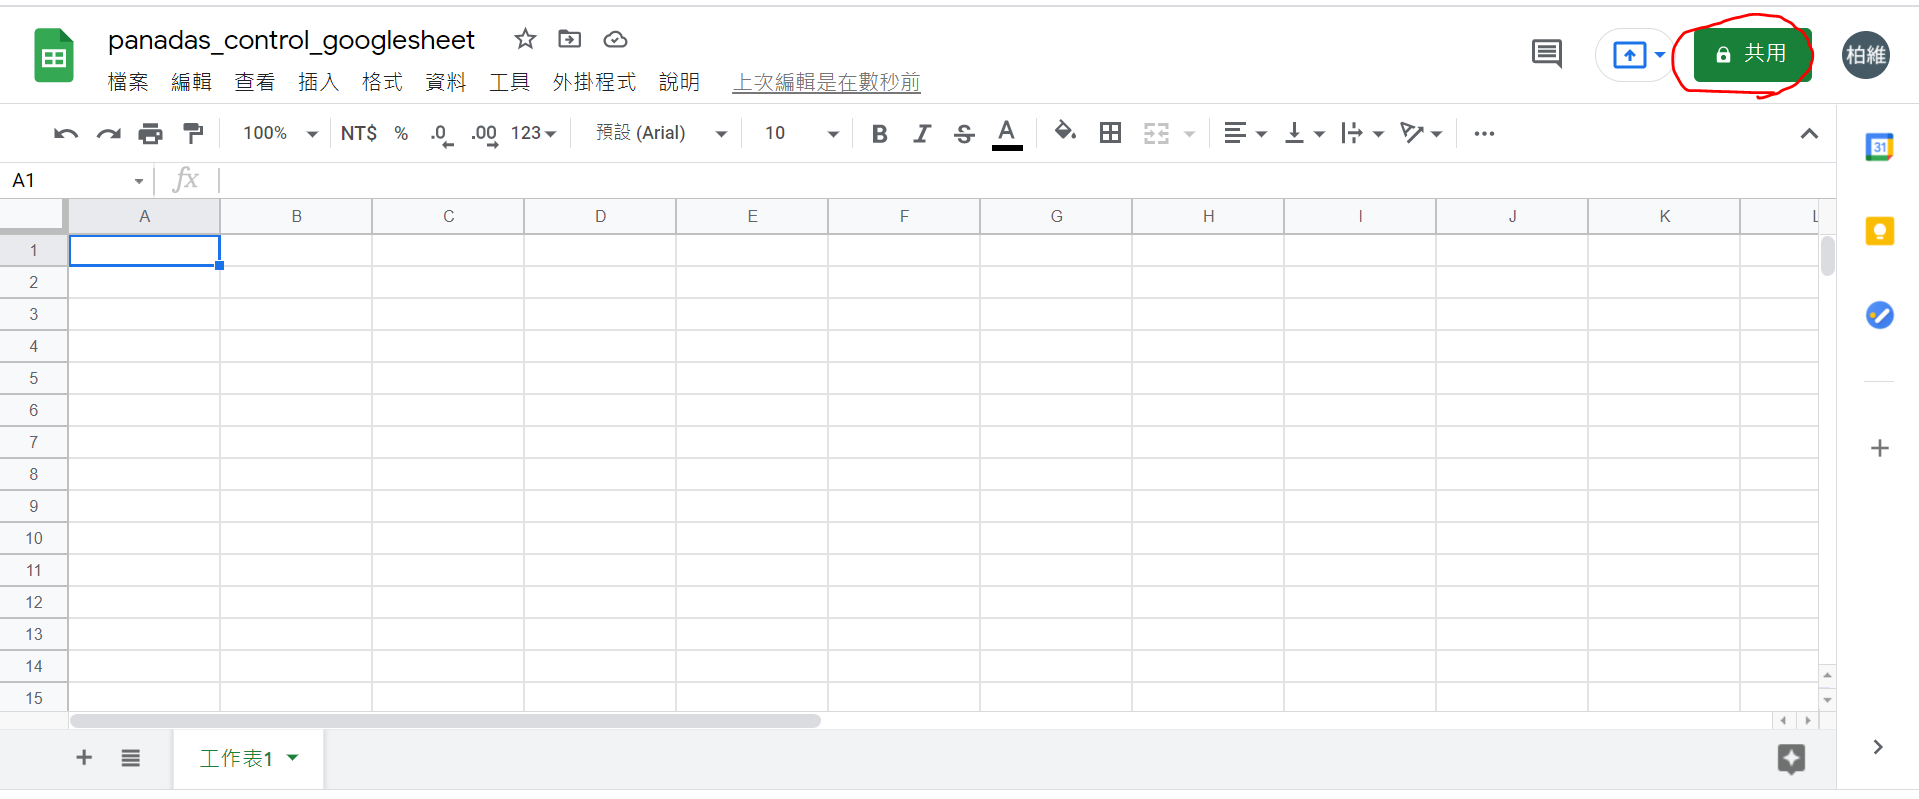 panadas_control_googlesheet
共用
柏維
檔案 編輯 查看 插入 格式 資料 工具 外掛程式 說明 上次編輯是在數秒前
100% NT$ % .0 .00 123 預設 (Arial) 10 B I S A
31
A1 fx
A B C D E F G H I J K
1
2
3
4
5
6
7
8
9
10
11
12
13
14
15
工作表1